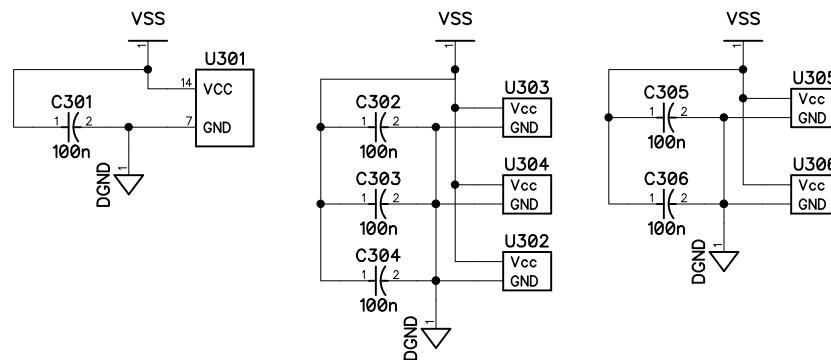 VSS
1
U301
14
VCC
C301
1 2
7
GND
100n
1
DGND
VSS
1
U303
C302
Vcc
1 2
GND
100n
U304
C303
Vcc
1 2
GND
100n
U302
C304
Vcc
1 2
GND
100n
1
DGND
VSS
1
U305
C305
Vcc
1 2
GND
100n
U306
C306
Vcc
1 2
GND
100n
1
DGND